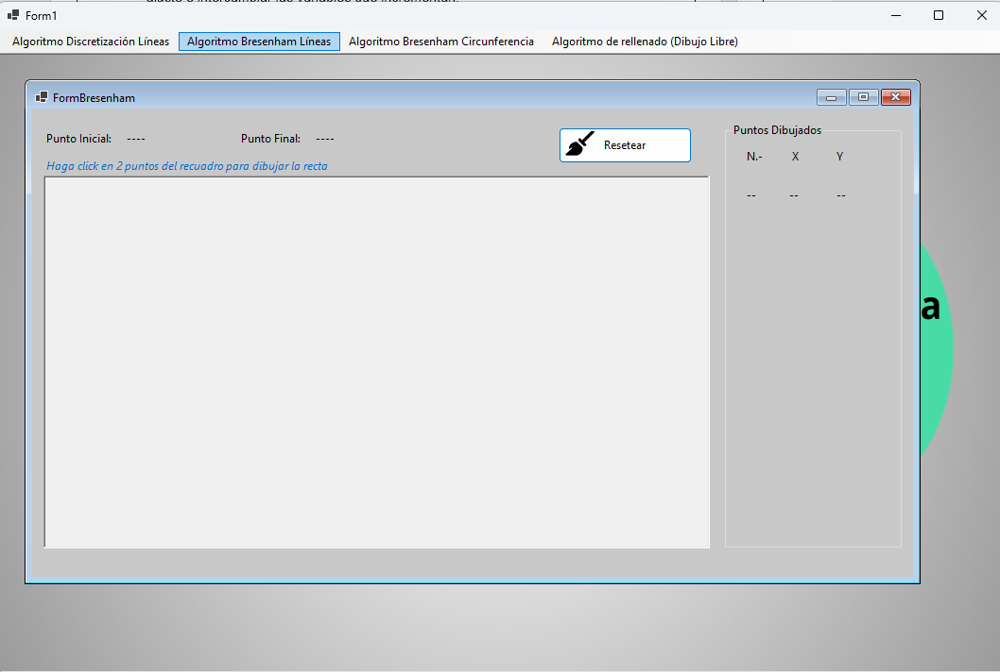 Form1
Algoritmo Discretización Líneas Algoritmo Bresenham Líneas Algoritmo Bresenham Circunferencia Algoritmo de rellenado (Dibujo Libre)
FormBresenham
Punto Inicial: ---- Punto Final: ----
Resetear
Haga click en 2 puntos del recuadro para dibujar la recta
Puntos Dibujados
N.- X Y
-- -- --
a